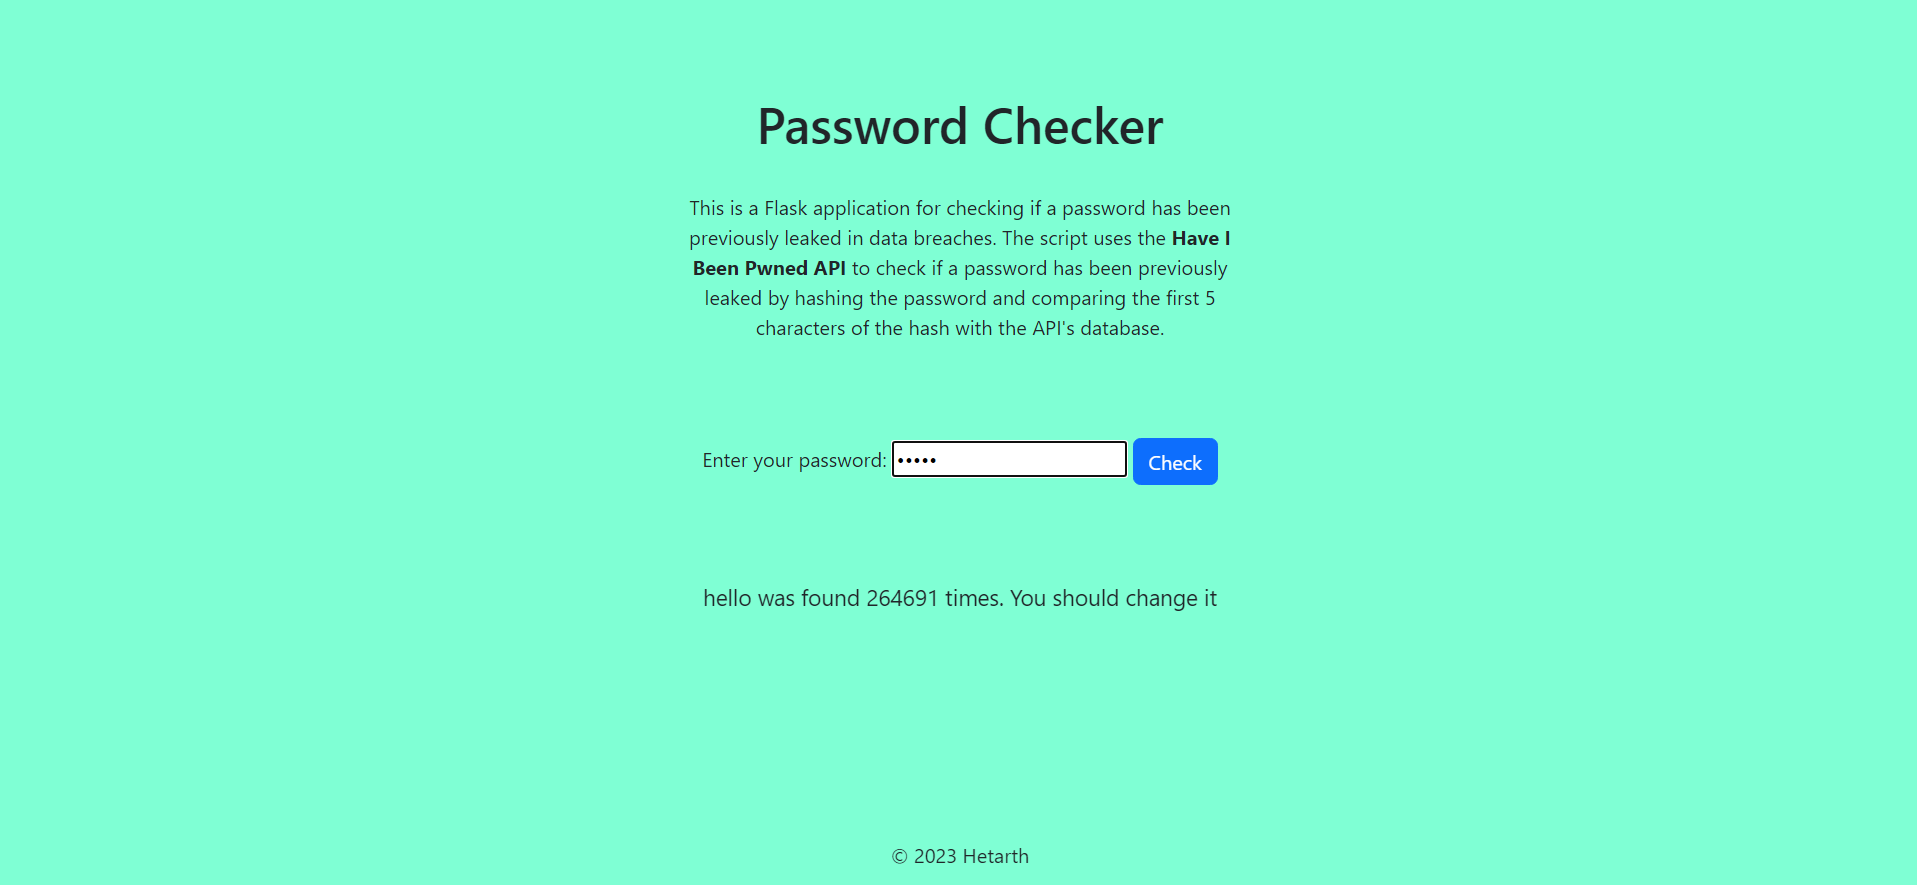 Password Checker
This is a Flask application for checking if a password has been
previously leaked in data breaches. The script uses the Have I
Been Pwned API to check if a password has been previously
leaked by hashing the password and comparing the first 5
characters of the hash with the API's database.
Enter your password: ••••• Check
hello was found 264691 times. You should change it
© 2023 Hetarth